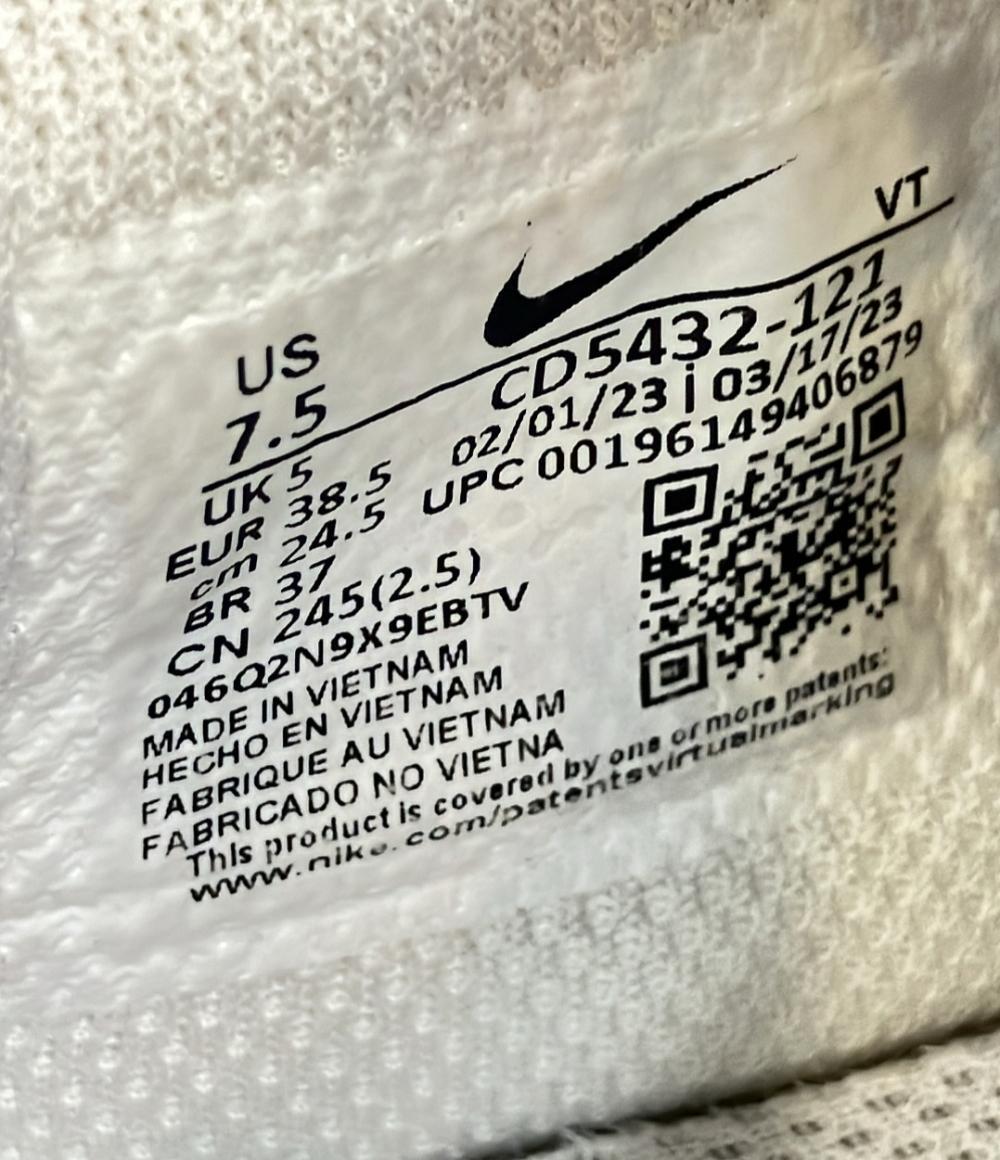 VT
US
7.5
CD5432-121
02/01/23 | 03/17/23
UPC 00196149406879
UK 5
EUR 38.5
cm 24.5
BR 37
CN 245(2.5)
046Q2N9X9EBTV
MADE IN VIETNAM
HECHO EN VIETNAM
FABRIQUE AU VIETNAM
FABRICADO NO VIETNA
This product is covered by one or more patents:
www.nike.com/patentsvirtualmarking